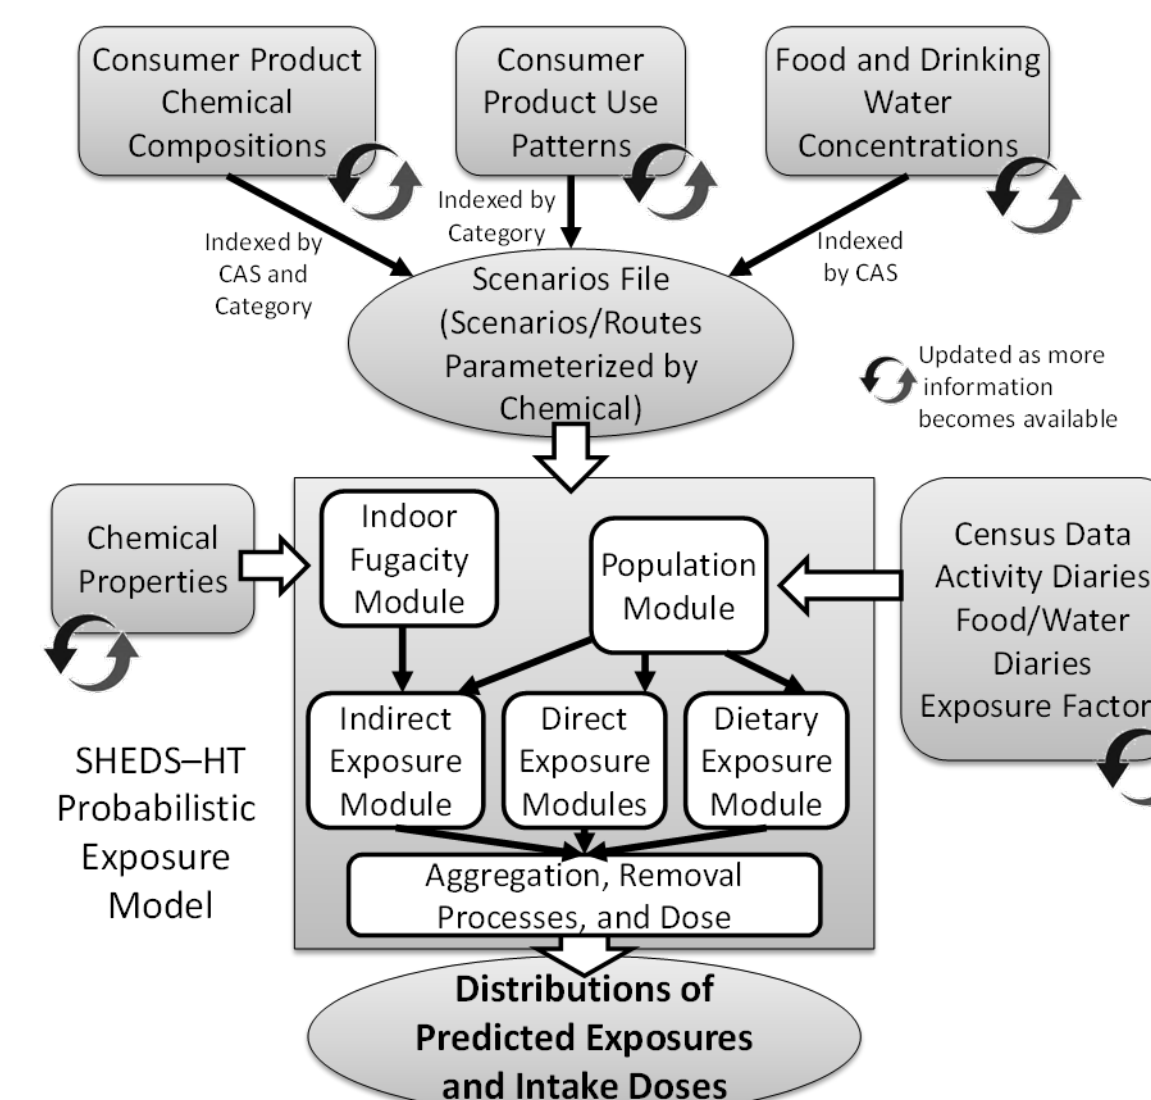 Consumer Product
Chemical
Compositions
Consumer
Product Use
Patterns
Food and Drinking
Water
Concentrations
Indexed by
CAS and
Category
Indexed by
Category
Indexed
by CAS
Scenarios File
(Scenarios/Routes
Parameterized by
Chemical)
Updated as more
information
becomes available
Chemical
Properties
Indoor
Fugacity
Module
Population
Module
Census Data
Activity Diaries
Food/Water
Diaries
Exposure Factor
Indirect
Exposure
Module
Direct
Exposure
Modules
Dietary
Exposure
Module
SHEDS–HT
Probabilistic
Exposure
Model
Aggregation, Removal
Processes, and Dose
Distributions of
Predicted Exposures
and Intake Doses